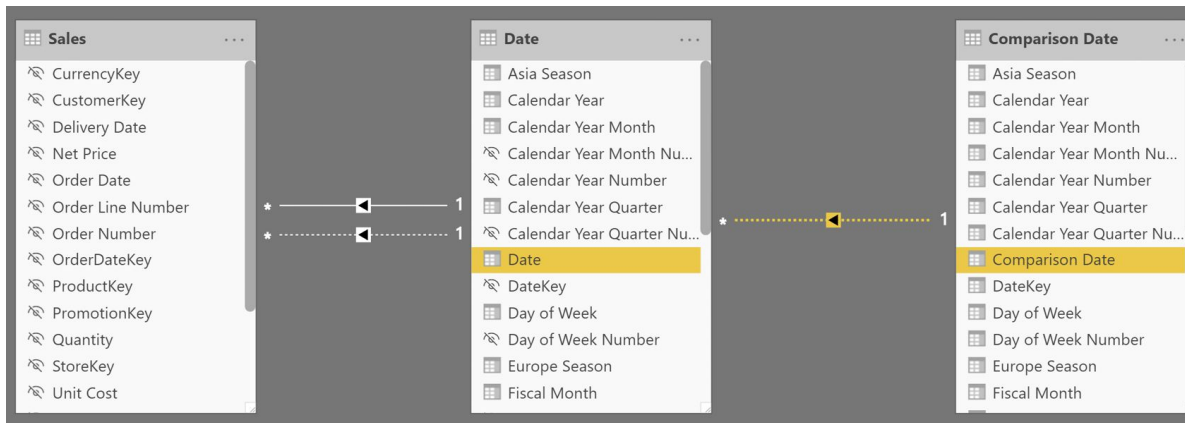 Sales
...
CurrencyKey
CustomerKey
Delivery Date
Net Price
Order Date
Order Line Number
Order Number
OrderDateKey
ProductKey
PromotionKey
Quantity
StoreKey
Unit Cost
* 1
* 1
Date
...
Asia Season
Calendar Year
Calendar Year Month
Calendar Year Month Nu...
Calendar Year Number
Calendar Year Quarter
Calendar Year Quarter Nu...
Date
DateKey
Day of Week
Day of Week Number
Europe Season
Fiscal Month
* 1
Comparison Date
...
Asia Season
Calendar Year
Calendar Year Month
Calendar Year Month Nu...
Calendar Year Number
Calendar Year Quarter
Calendar Year Quarter Nu...
Comparison Date
DateKey
Day of Week
Day of Week Number
Europe Season
Fiscal Month